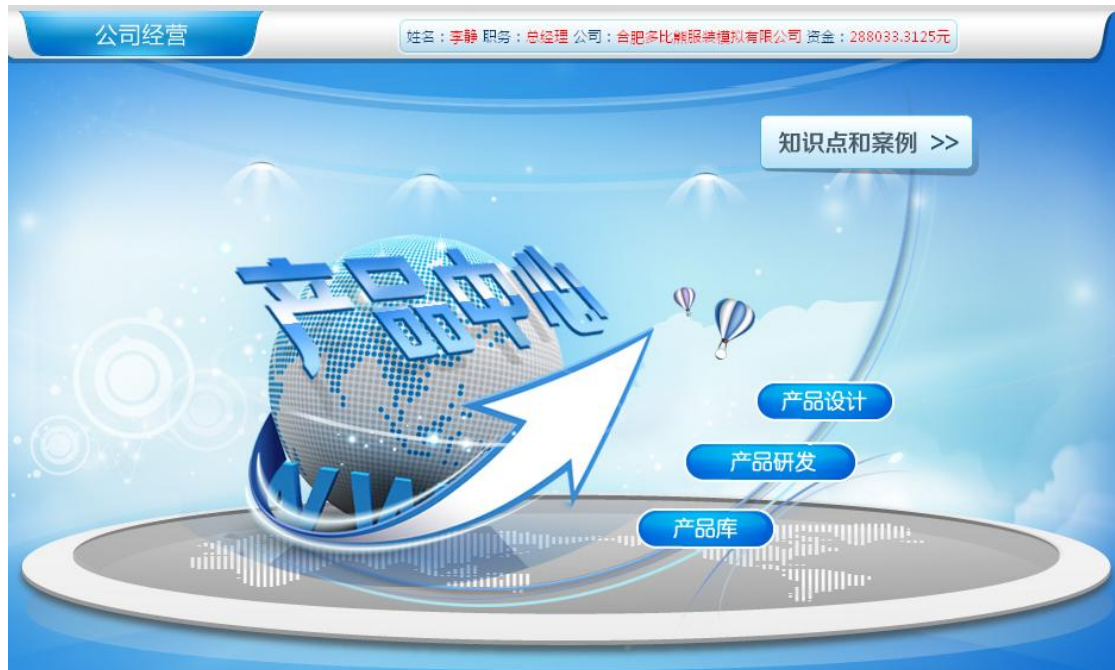 公司经营
姓名：李静 职务：总经理 公司：合肥多比熊服装模拟有限公司 资金：288033.3125元
知识点和案例 >>
产品中心
产品设计
产品研发
产品库